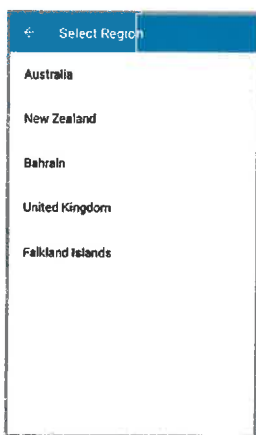 Select Region
Australia
New Zealand
Bahrain
United Kingdom
Falkland Islands